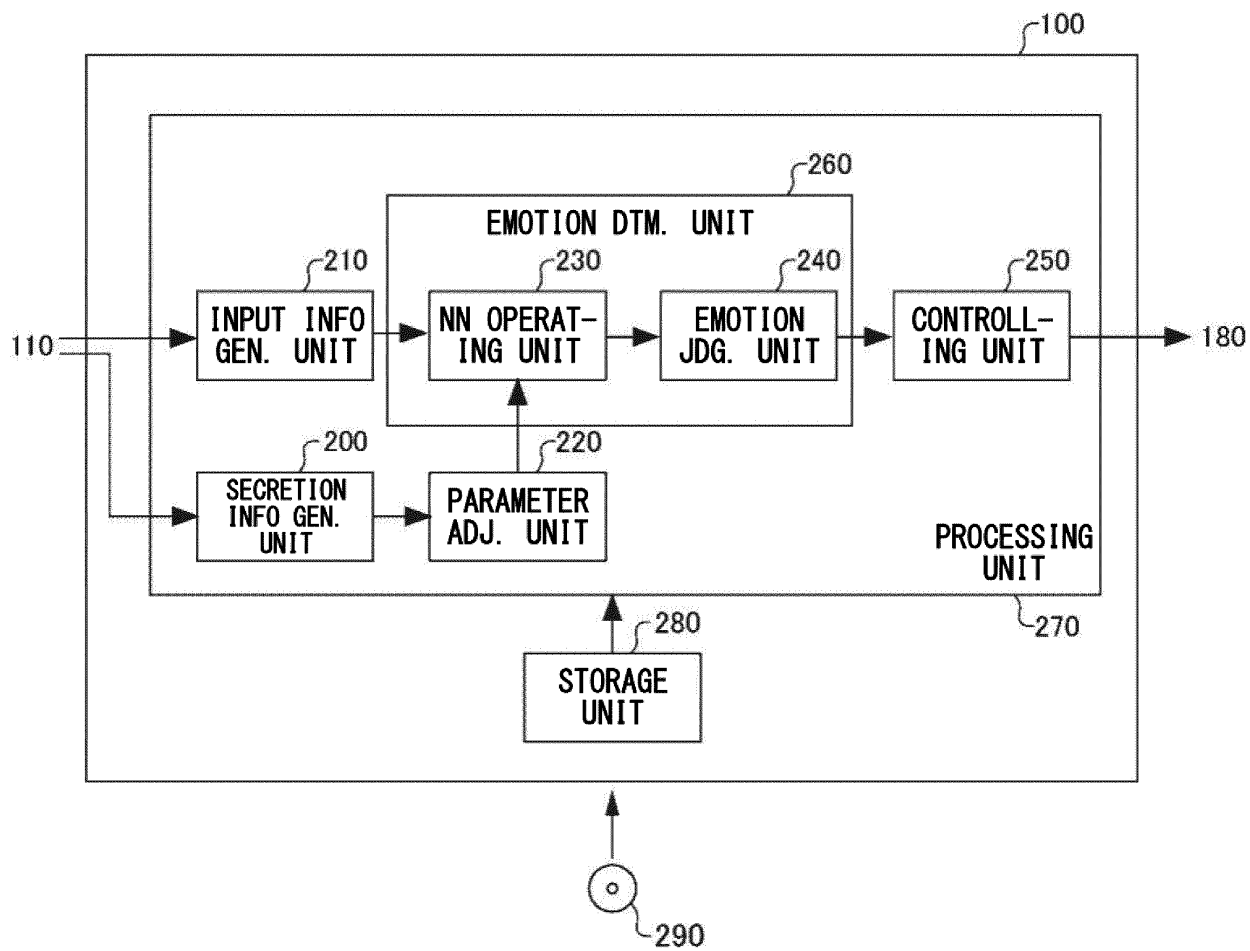 100
260
EMOTION DTM. UNIT
210
230
240
250
INPUT INFO
GEN. UNIT
NN OPERAT-
ING UNIT
EMOTION
JDG. UNIT
CONTROLL-
ING UNIT
110
180
200
220
SECRETION
INFO GEN.
UNIT
PARAMETER
ADJ. UNIT
PROCESSING
UNIT
270
280
STORAGE
UNIT
290